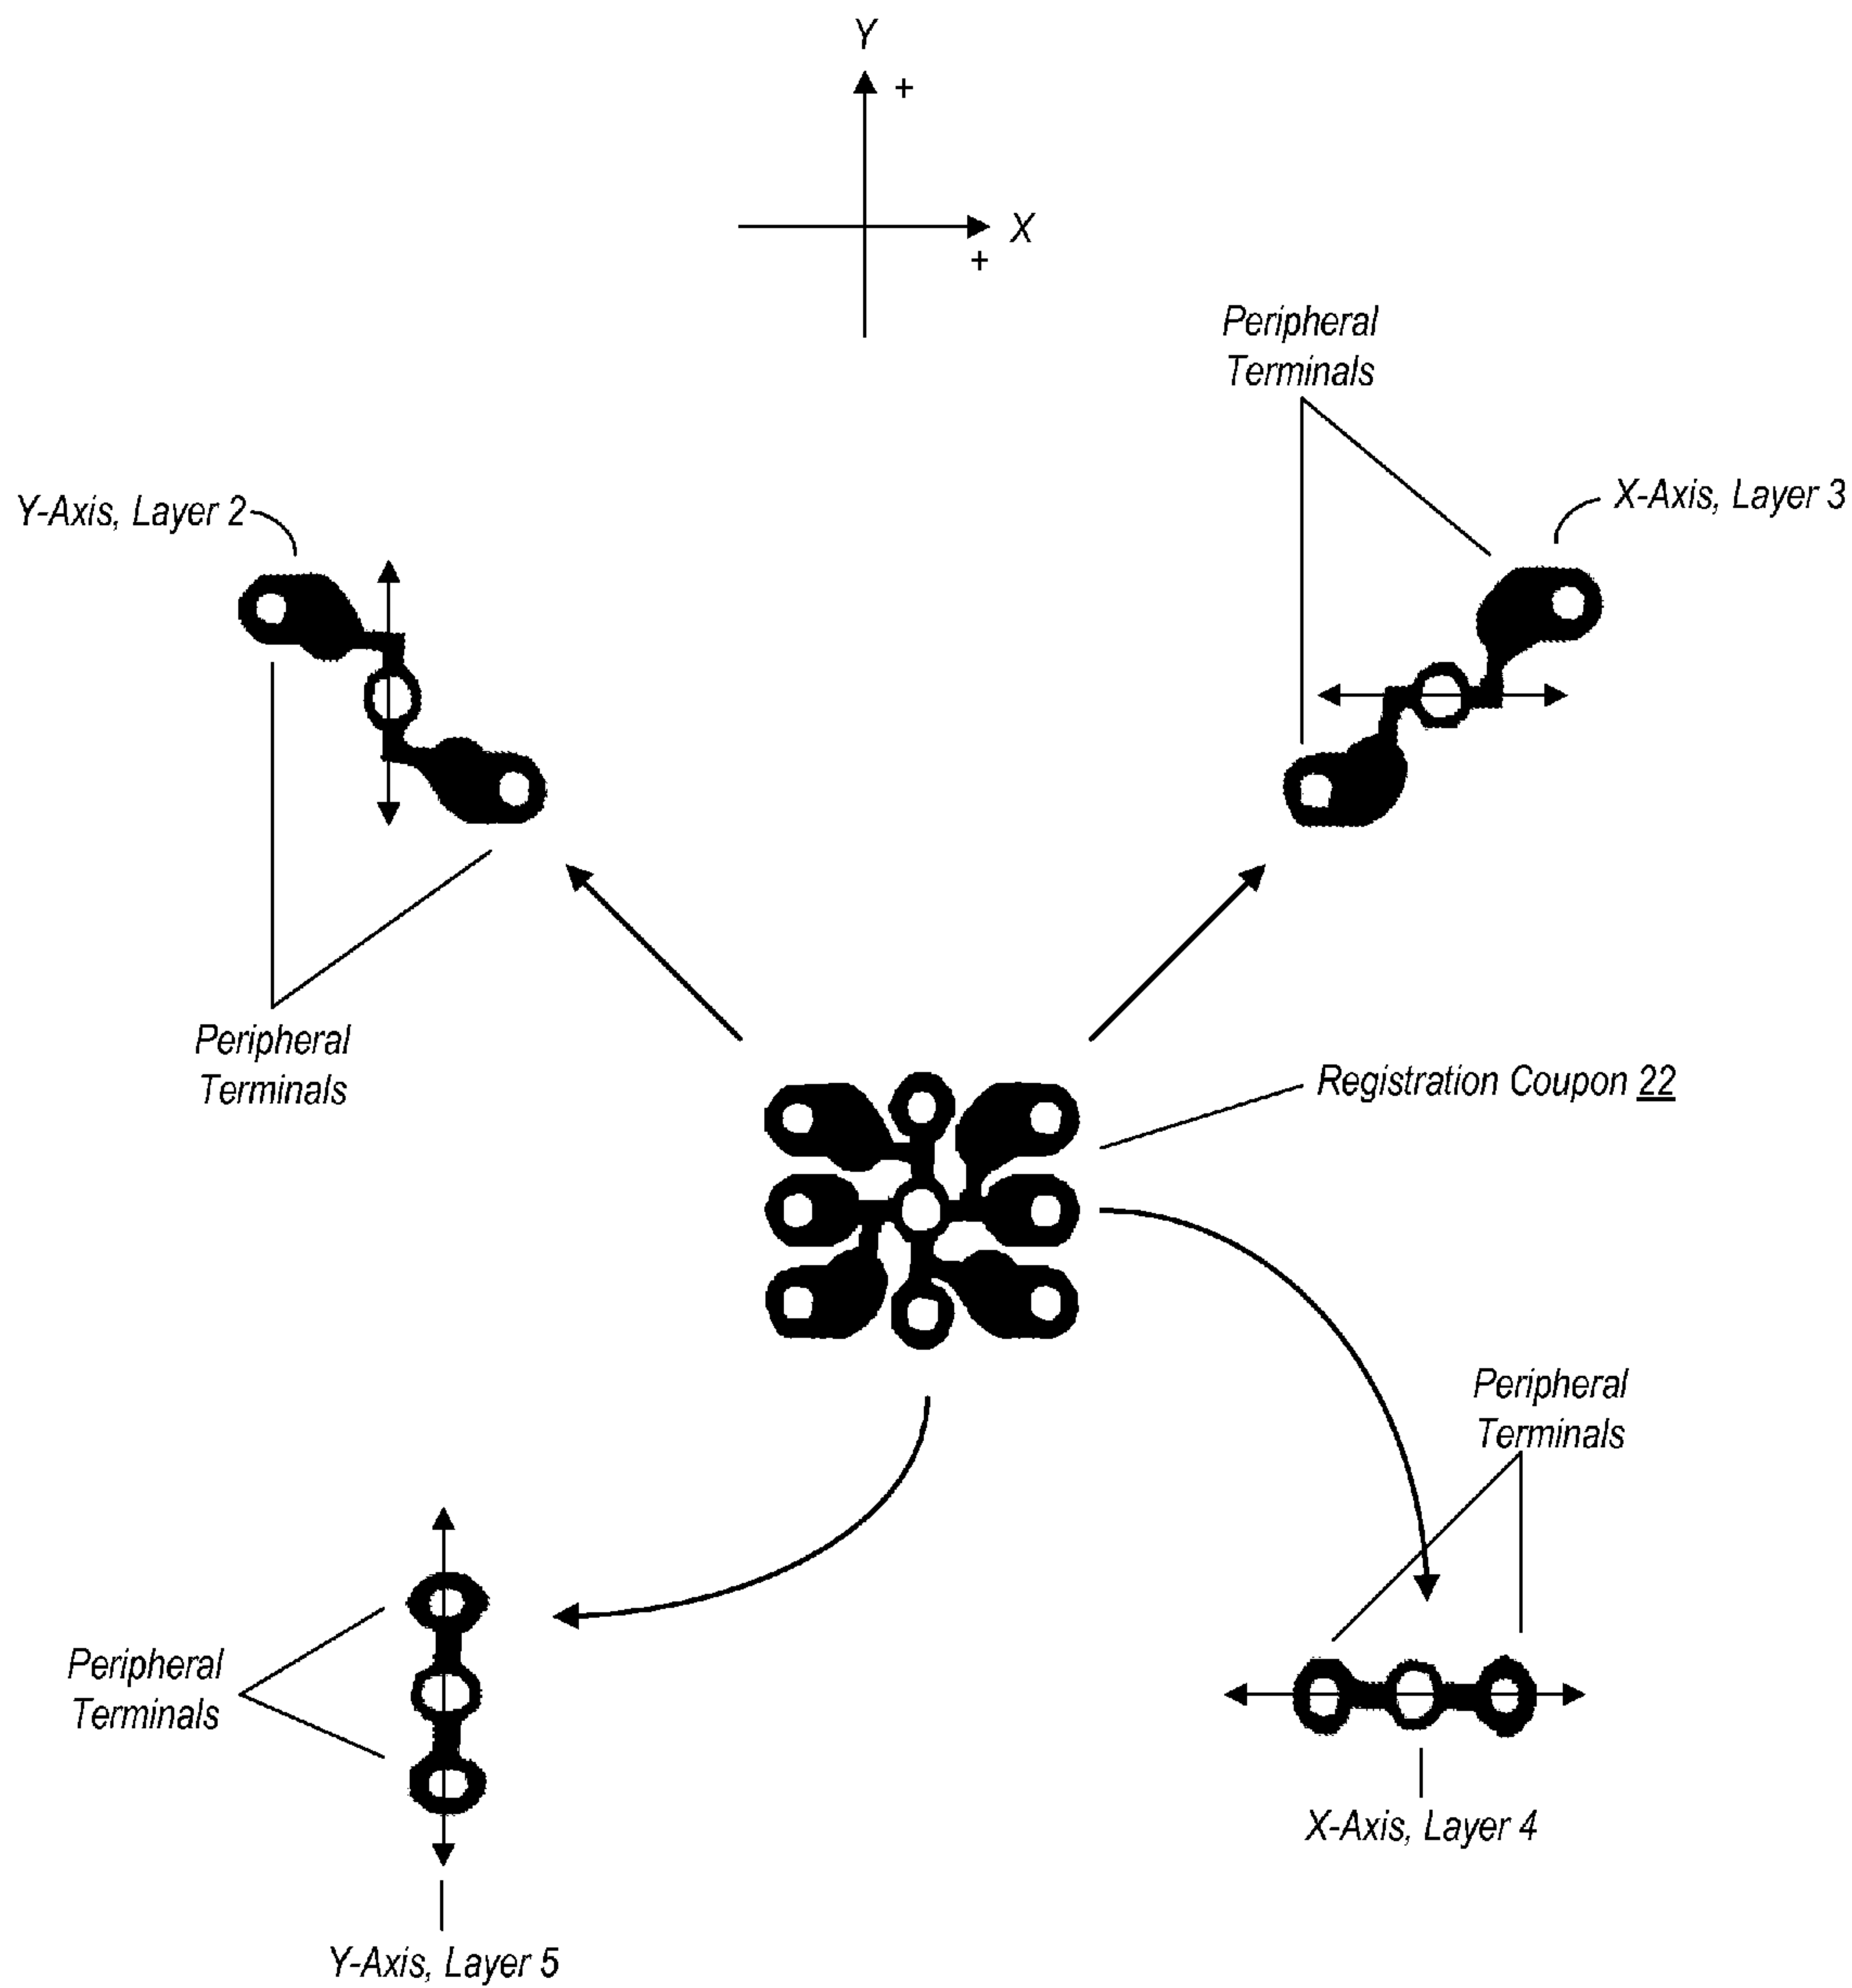 Y
+
X
+
Peripheral
Terminals
Y-Axis, Layer 2
X-Axis, Layer 3
Peripheral
Terminals
Registration Coupon 22
Peripheral
Terminals
Peripheral
Terminals
X-Axis, Layer 4
Y-Axis, Layer 5